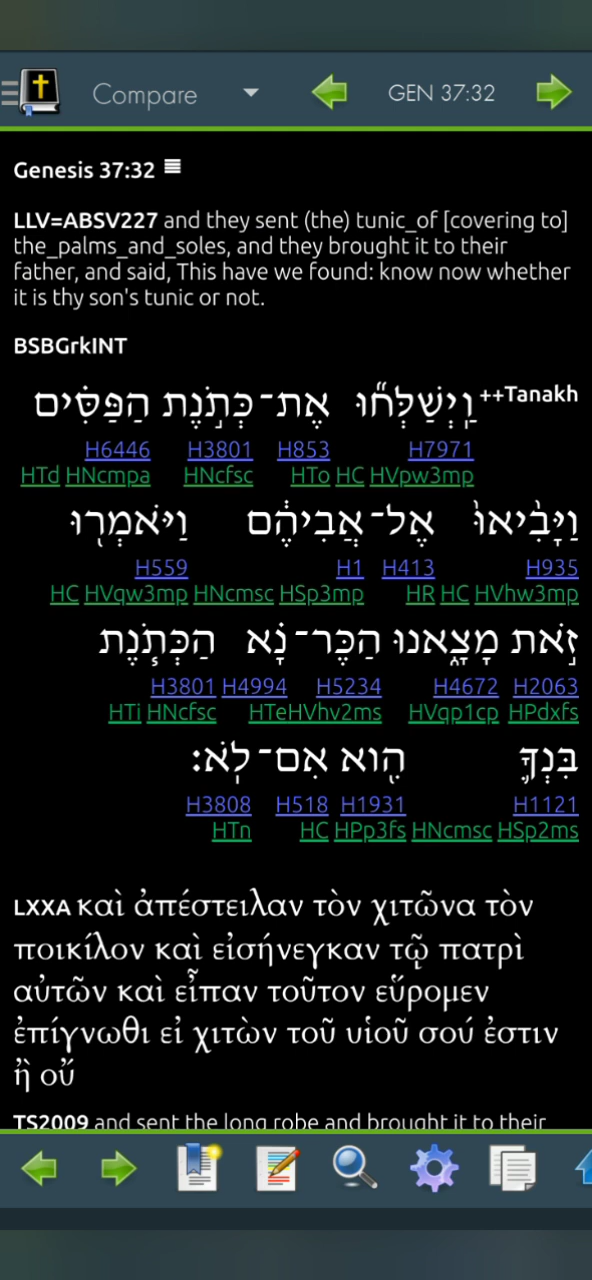 Compare GEN 37:32
Genesis 37:32
LLV=ABSV227 and they sent (the) tunic_of [covering to]
the_palms_and_soles, and they brought it to their
father, and said, This have we found: know now whether
it is thy son's tunic or not.
BSBGrkINT
++Tanakh וַֽיְשַׁלְּח֞וּ אֶת־כְּתֹ֣נֶת הַפַּסִּ֗ים
H6446 H3801 H853 H7971
HTd HNcmpa HNcfsc HTo HC HVpw3mp
וַיָּבִ֙יאוּ֙ אֶל־אֲבִיהֶ֔ם וַיֹּאמְר֖וּ
H559 H1 H413 H935
HC HVqw3mp HNcmsc HSp3mp HR HC HVhw3mp
זֹ֣את מָצָ֑אנוּ הַכֶּר־נָ֗א הַכְּתֹ֧נֶת
H3801 H4994 H5234 H4672 H2063
HTi HNcfsc HTeHVhv2ms HVqp1cp HPdxfs
בִּנְךָ֛ הִ֖וא אִם־לֹֽא׃
H3808 H518 H1931 H1121
HTn HC HPp3fs HNcmsc HSp2ms
LXXA καὶ ἀπέστειλαν τὸν χιτῶνα τὸν
ποικίλον καὶ εἰσήνεγκαν τῷ πατρὶ
αὐτῶν καὶ εἶπαν τοῦτον εὕρομεν
ἐπίγνωθι εἰ χιτὼν τοῦ υἱοῦ σού ἐστιν
ἢ οὔ
TS2009 and sent the long robe and brought it to their